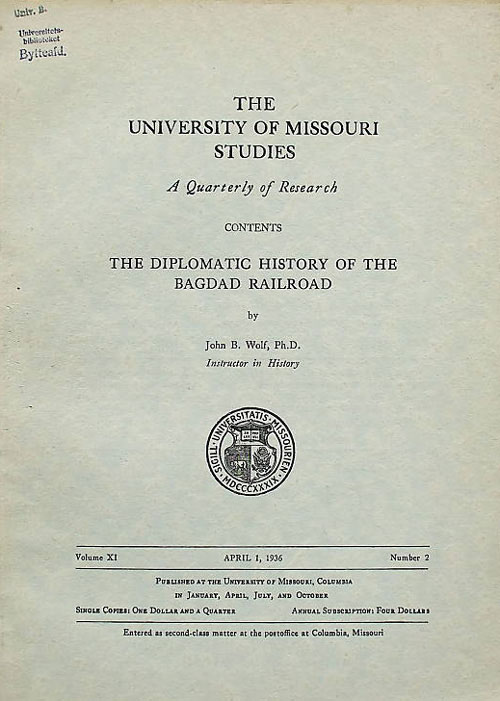 Univ. B.
Universitets-
biblioteket
Bytteafd.
THE
UNIVERSITY OF MISSOURI
STUDIES
A Quarterly of Research
CONTENTS
THE DIPLOMATIC HISTORY OF THE
BAGDAD RAILROAD
by
John B. Wolf, Ph.D.
Instructor in History
SIGILL · UNIVERSITATIS · MISSOURIEN
MDCCCXXXIX
Volume XI APRIL 1, 1936 Number 2
Published at the University of Missouri, Columbia
in January, April, July, and October
Single Copies: One Dollar and a Quarter Annual Subscription: Four Dollars
Entered as second-class matter at the postoffice at Columbia, Missouri